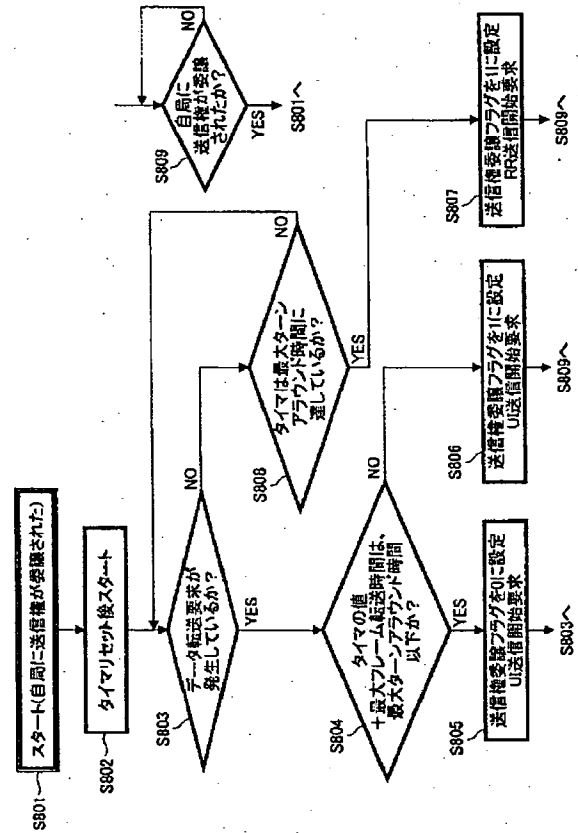 S801
スタート(自局に送信権が委譲された)
S802
タイマリセット後スタート
S803
データ転送要求が
発生しているか?
NO
YES
S804
タイマの値
+最大フレーム転送時間は、
最大ターンアラウンド時間
以下か?
NO
YES
S805
送信権委譲フラグを0に設定
UI送信開始要求
S803へ
S806
送信権委譲フラグを1に設定
UI送信開始要求
S809へ
S808
タイマは最大ターン
アラウンド時間に
達しているか?
NO
YES
S807
送信権委譲フラグを1に設定
RR送信開始要求
S809へ
S809
自局に
送信権が委譲
されたか?
NO
YES
S801へ